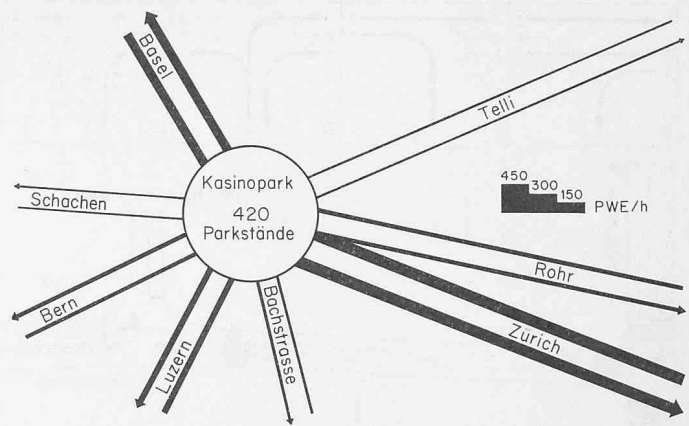 Basel
Telli
Kasinopark
420
Parkstände
Schachen
450
300
150
PWE/h
Rohr
Bern
Zürich
Luzern
Bachstrasse